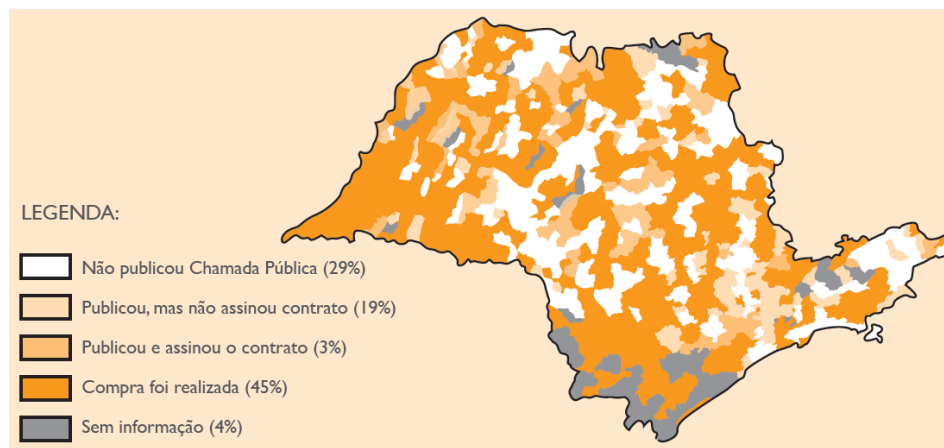 LEGENDA:
Não publicou Chamada Pública (29%)
Publicou, mas não assinou contrato (19%)
Publicou e assinou o contrato (3%)
Compra foi realizada (45%)
Sem informação (4%)